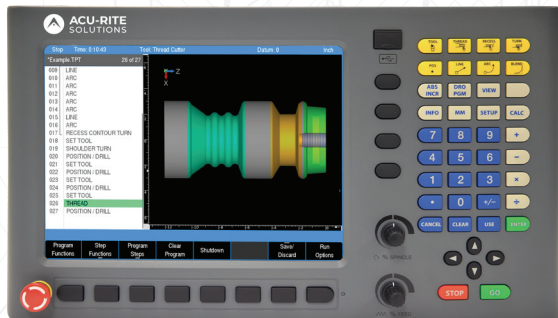 ACU-RITE
SOLUTIONS
Stop Time: 0:10:43 Tool: Thread Cutter Datum: 0 Inch
*Example.TPT 26 of 27
009 LINE
010 ARC
011 ARC
012 ARC
013 ARC
014 ARC
015 LINE
016 ARC
017 RECESS CONTOUR TURN
018 SET TOOL
019 SHOULDER TURN
020 POSITION / DRILL
021 SET TOOL
022 POSITION / DRILL
023 SET TOOL
024 POSITION / DRILL
025 SET TOOL
026 THREAD
027 POSITION / DRILL
Z
X
Program Functions
Step Functions
Program Steps
Clear Program
Shutdown
Save/ Discard
Run Options
TOOL THREAD RECESS TURN
POS LINE ARC BLEND
ABS INCR DRO PGM VIEW
INFO MM SETUP CALC
7 8 9 +
4 5 6 −
1 2 3 ×
• 0 +/− ÷
CANCEL CLEAR USE ENTER
% SPINDLE
STOP GO